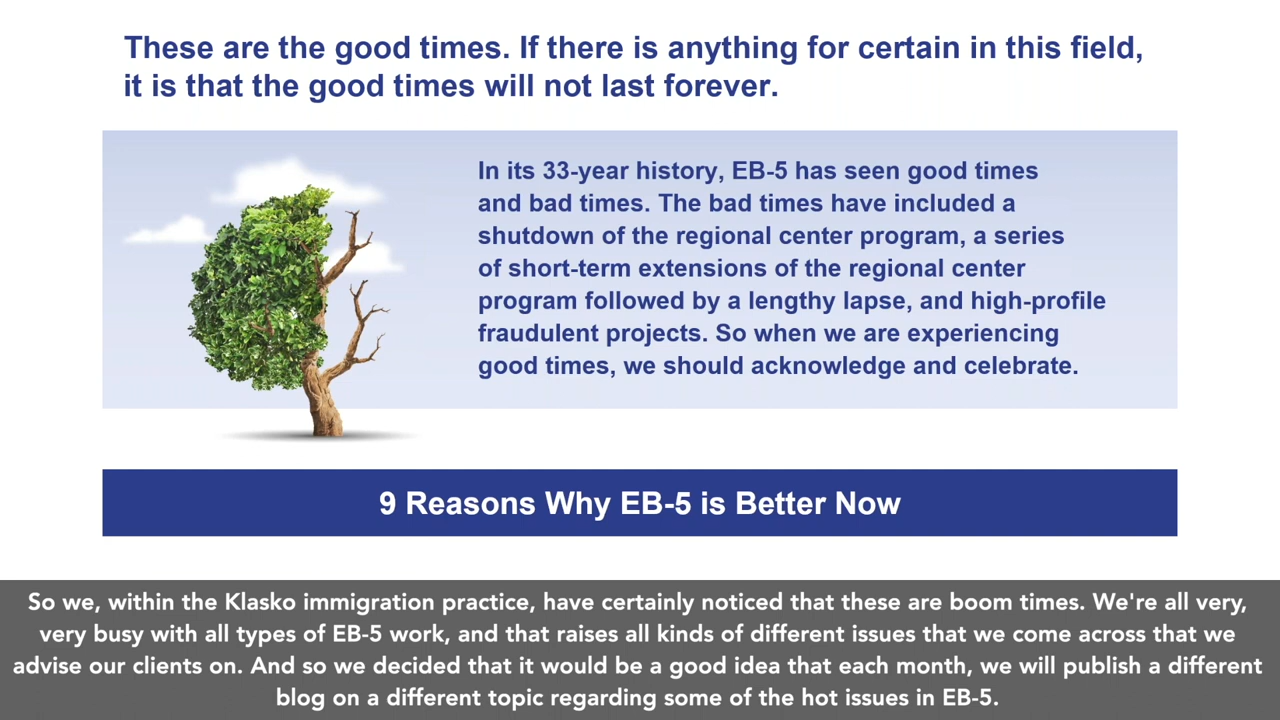 These are the good times. If there is anything for certain in this field,
it is that the good times will not last forever.
In its 33-year history, EB-5 has seen good times
and bad times. The bad times have included a
shutdown of the regional center program, a series
of short-term extensions of the regional center
program followed by a lengthy lapse, and high-profile
fraudulent projects. So when we are experiencing
good times, we should acknowledge and celebrate.
9 Reasons Why EB-5 is Better Now
So we, within the Klasko immigration practice, have certainly noticed that these are boom times. We're all very,
very busy with all types of EB-5 work, and that raises all kinds of different issues that we come across that we
advise our clients on. And so we decided that it would be a good idea that each month, we will publish a different
blog on a different topic regarding some of the hot issues in EB-5.